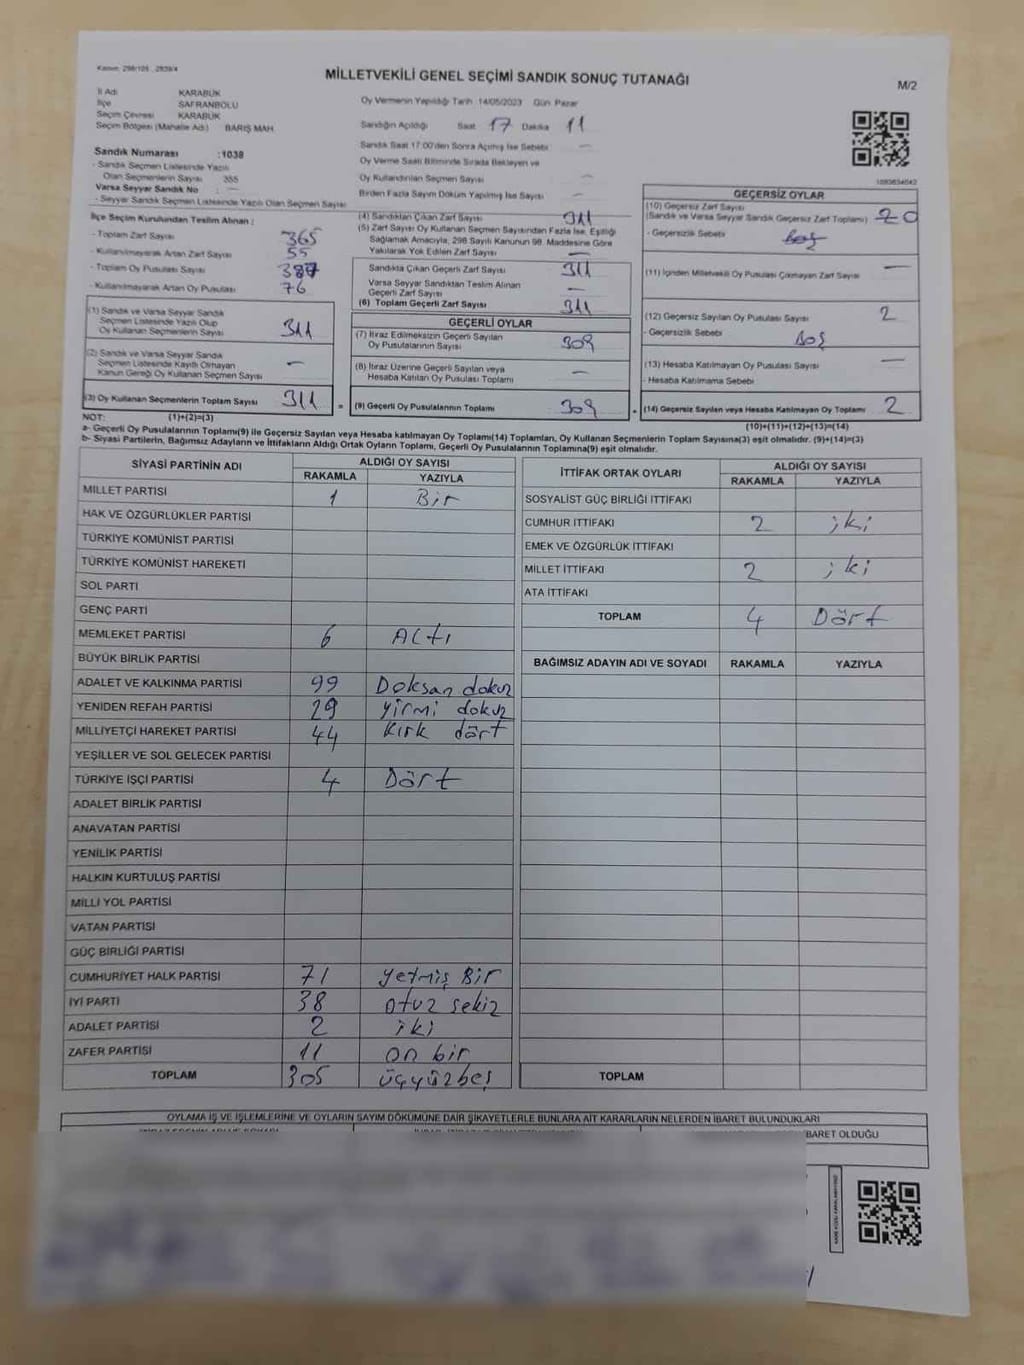 Kanun: 298/105 , 2839/4
MİLLETVEKİLİ GENEL SEÇİMİ SANDIK SONUÇ TUTANAĞI
M/2
İl Adı KARABÜK
İlçe SAFRANBOLU
Seçim Çevresi KARABÜK
Seçim Bölgesi (Mahalle Adı) BARIŞ MAH.
Sandık Numarası :1038
- Sandık Seçmen Listesinde Yazılı
Olan Seçmenlerin Sayısı 355
Varsa Seyyar Sandık No : —
- Seyyar Sandık Seçmen Listesinde Yazılı Olan Seçmen Sayısı
Oy Vermenin Yapıldığı Tarih 14/05/2023 Gün Pazar
Sandığın Açıldığı Saat 17 Dakika 11
Sandık Saat 17:00'den Sonra Açılmış İse Sebebi —
Oy Verme Saati Bitiminde Sırada Bekleyen ve
Oy Kullandırılan Seçmen Sayısı —
Birden Fazla Sayım Döküm Yapılmış İse Sayısı —
İlçe Seçim Kurulundan Teslim Alınan :
- Toplam Zarf Sayısı 365
- Kullanılmayarak Artan Zarf Sayısı 55
- Toplam Oy Pusulası Sayısı 387
- Kullanılmayarak Artan Oy Pusulası 76
(1) Sandık ve Varsa Seyyar Sandık
Seçmen Listesinde Yazılı Olup
Oy Kullanan Seçmenlerin Sayısı 311
(2) Sandık ve Varsa Seyyar Sandık
Seçmen Listesinde Kayıtlı Olmayan
Kanun Gereği Oy Kullanan Seçmen Sayısı —
(3) Oy Kullanan Seçmenlerin Toplam Sayısı 311
(4) Sandıktan Çıkan Zarf Sayısı 311
(5) Zarf Sayısı Oy Kullanan Seçmen Sayısından Fazla İse, Eşitliği
Sağlamak Amacıyla, 298 Sayılı Kanunun 98. Maddesine Göre
Yakılarak Yok Edilen Zarf Sayısı —
Sandıkta Çıkan Geçerli Zarf Sayısı 311
Varsa Seyyar Sandıktan Teslim Alınan
Geçerli Zarf Sayısı —
(6) Toplam Geçerli Zarf Sayısı 311
GEÇERLİ OYLAR
(7) İtiraz Edilmeksizin Geçerli Sayılan
Oy Pusulalarının Sayısı 309
(8) İtiraz Üzerine Geçerli Sayılan veya
Hesaba Katılan Oy Pusulası Toplamı —
= (9) Geçerli Oy Pusulalarının Toplamı 309
GEÇERSİZ OYLAR
(10) Geçersiz Zarf Sayısı
(Sandık ve Varsa Seyyar Sandık Geçersiz Zarf Toplamı) 0
- Geçersizlik Sebebi
(11) İçinden Milletvekili Oy Pusulası Çıkmayan Zarf Sayısı —
(12) Geçersiz Sayılan Oy Pusulası Sayısı 2
- Geçersizlik Sebebi Boş
(13) Hesaba Katılmayan Oy Pusulası Sayısı —
- Hesaba Katılmama Sebebi
(14) Geçersiz Sayılan veya Hesaba Katılmayan Oy Toplamı 2
NOT: (1)+(2)=(3) (10)+(11)+(12)+(13)=(14)
a- Geçerli Oy Pusulalarının Toplamı(9) ile Geçersiz Sayılan veya Hesaba katılmayan Oy Toplamı(14) Toplamları, Oy Kullanan Seçmenlerin Toplam Sayısına(3) eşit olmalıdır. (9)+(14)=(3)
b- Siyasi Partilerin, Bağımsız Adayların ve İttifakların Aldığı Ortak Oyların Toplamı, Geçerli Oy Pusulalarının Toplamına(9) eşit olmalıdır.
SİYASİ PARTİNİN ADI ALDIĞI OY SAYISI
RAKAMLA YAZIYLA
MİLLET PARTİSİ 1 Bir
HAK VE ÖZGÜRLÜKLER PARTİSİ
TÜRKİYE KOMÜNİST PARTİSİ
TÜRKİYE KOMÜNİST HAREKETİ
SOL PARTİ
GENÇ PARTİ
MEMLEKET PARTİSİ 6 Altı
BÜYÜK BİRLİK PARTİSİ
ADALET VE KALKINMA PARTİSİ 99 Doksan dokuz
YENİDEN REFAH PARTİSİ 29 yirmi dokuz
MİLLİYETÇİ HAREKET PARTİSİ 44 kırk dört
YEŞİLLER VE SOL GELECEK PARTİSİ
TÜRKİYE İŞÇİ PARTİSİ 4 Dört
ADALET BİRLİK PARTİSİ
ANAVATAN PARTİSİ
YENİLİK PARTİSİ
HALKIN KURTULUŞ PARTİSİ
MİLLİ YOL PARTİSİ
VATAN PARTİSİ
GÜÇ BİRLİĞİ PARTİSİ
CUMHURİYET HALK PARTİSİ 71 yetmiş Bir
İYİ PARTİ 38 otuz sekiz
ADALET PARTİSİ 2 iki
ZAFER PARTİSİ 11 on bir
TOPLAM 305 üçyüzbeş
İTTİFAK ORTAK OYLARI ALDIĞI OY SAYISI
RAKAMLA YAZIYLA
SOSYALİST GÜÇ BİRLİĞİ İTTİFAKI
CUMHUR İTTİFAKI 2 iki
EMEK VE ÖZGÜRLÜK İTTİFAKI
MİLLET İTTİFAKI 2 iki
ATA İTTİFAKI
TOPLAM 4 Dört
BAĞIMSIZ ADAYIN ADI VE SOYADI RAKAMLA YAZIYLA
TOPLAM
OYLAMA İŞ VE İŞLEMLERİNE VE OYLARIN SAYIM DÖKÜMÜNE DAİR ŞİKAYETLERLE BUNLARA AİT KARARLARIN NELERDEN İBARET BULUNDUKLARI
BARET OLDUĞU